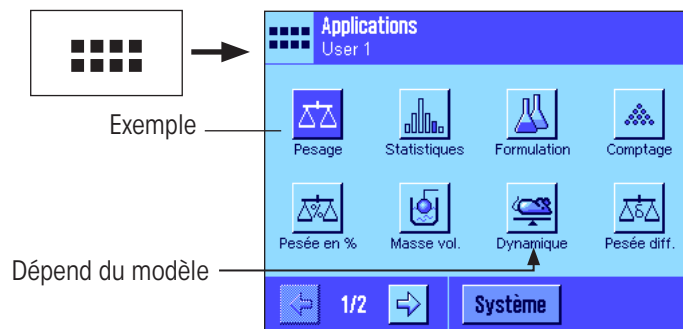 Applications
User 1
Exemple
Pesage
Statistiques
Formulation
Comptage
Pesée en %
Masse vol.
Dynamique
Pesée diff.
Dépend du modèle
1/2
Système